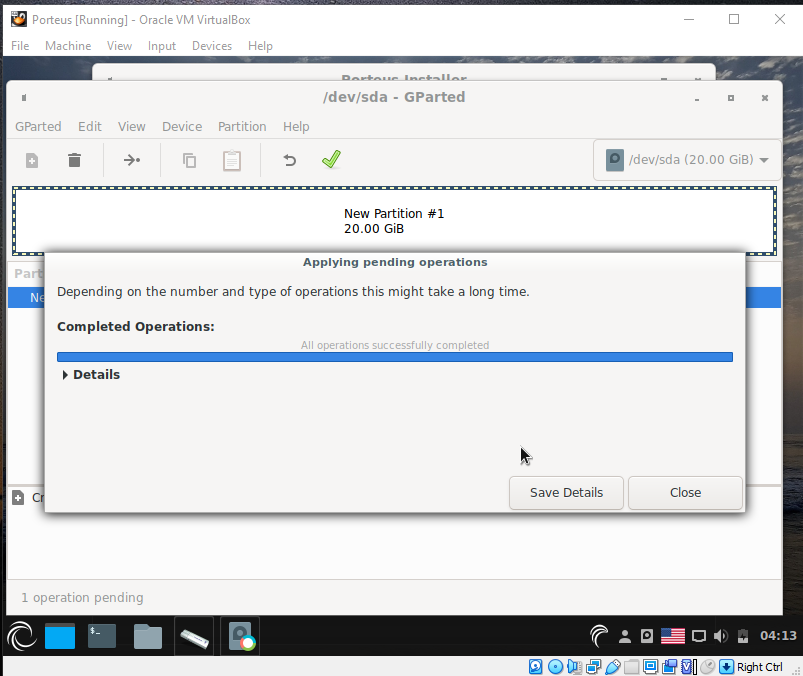 Porteus [Running] - Oracle VM VirtualBox
File Machine View Input Devices Help
Porteus Installer
/dev/sda - GParted
GParted Edit View Device Partition Help
/dev/sda (20.00 GiB)
New Partition #1
20.00 GiB
Part
Ne
Applying pending operations
Depending on the number and type of operations this might take a long time.
Completed Operations:
All operations successfully completed
Details
Save Details Close
Cr
1 operation pending
$_
04:13
Right Ctrl